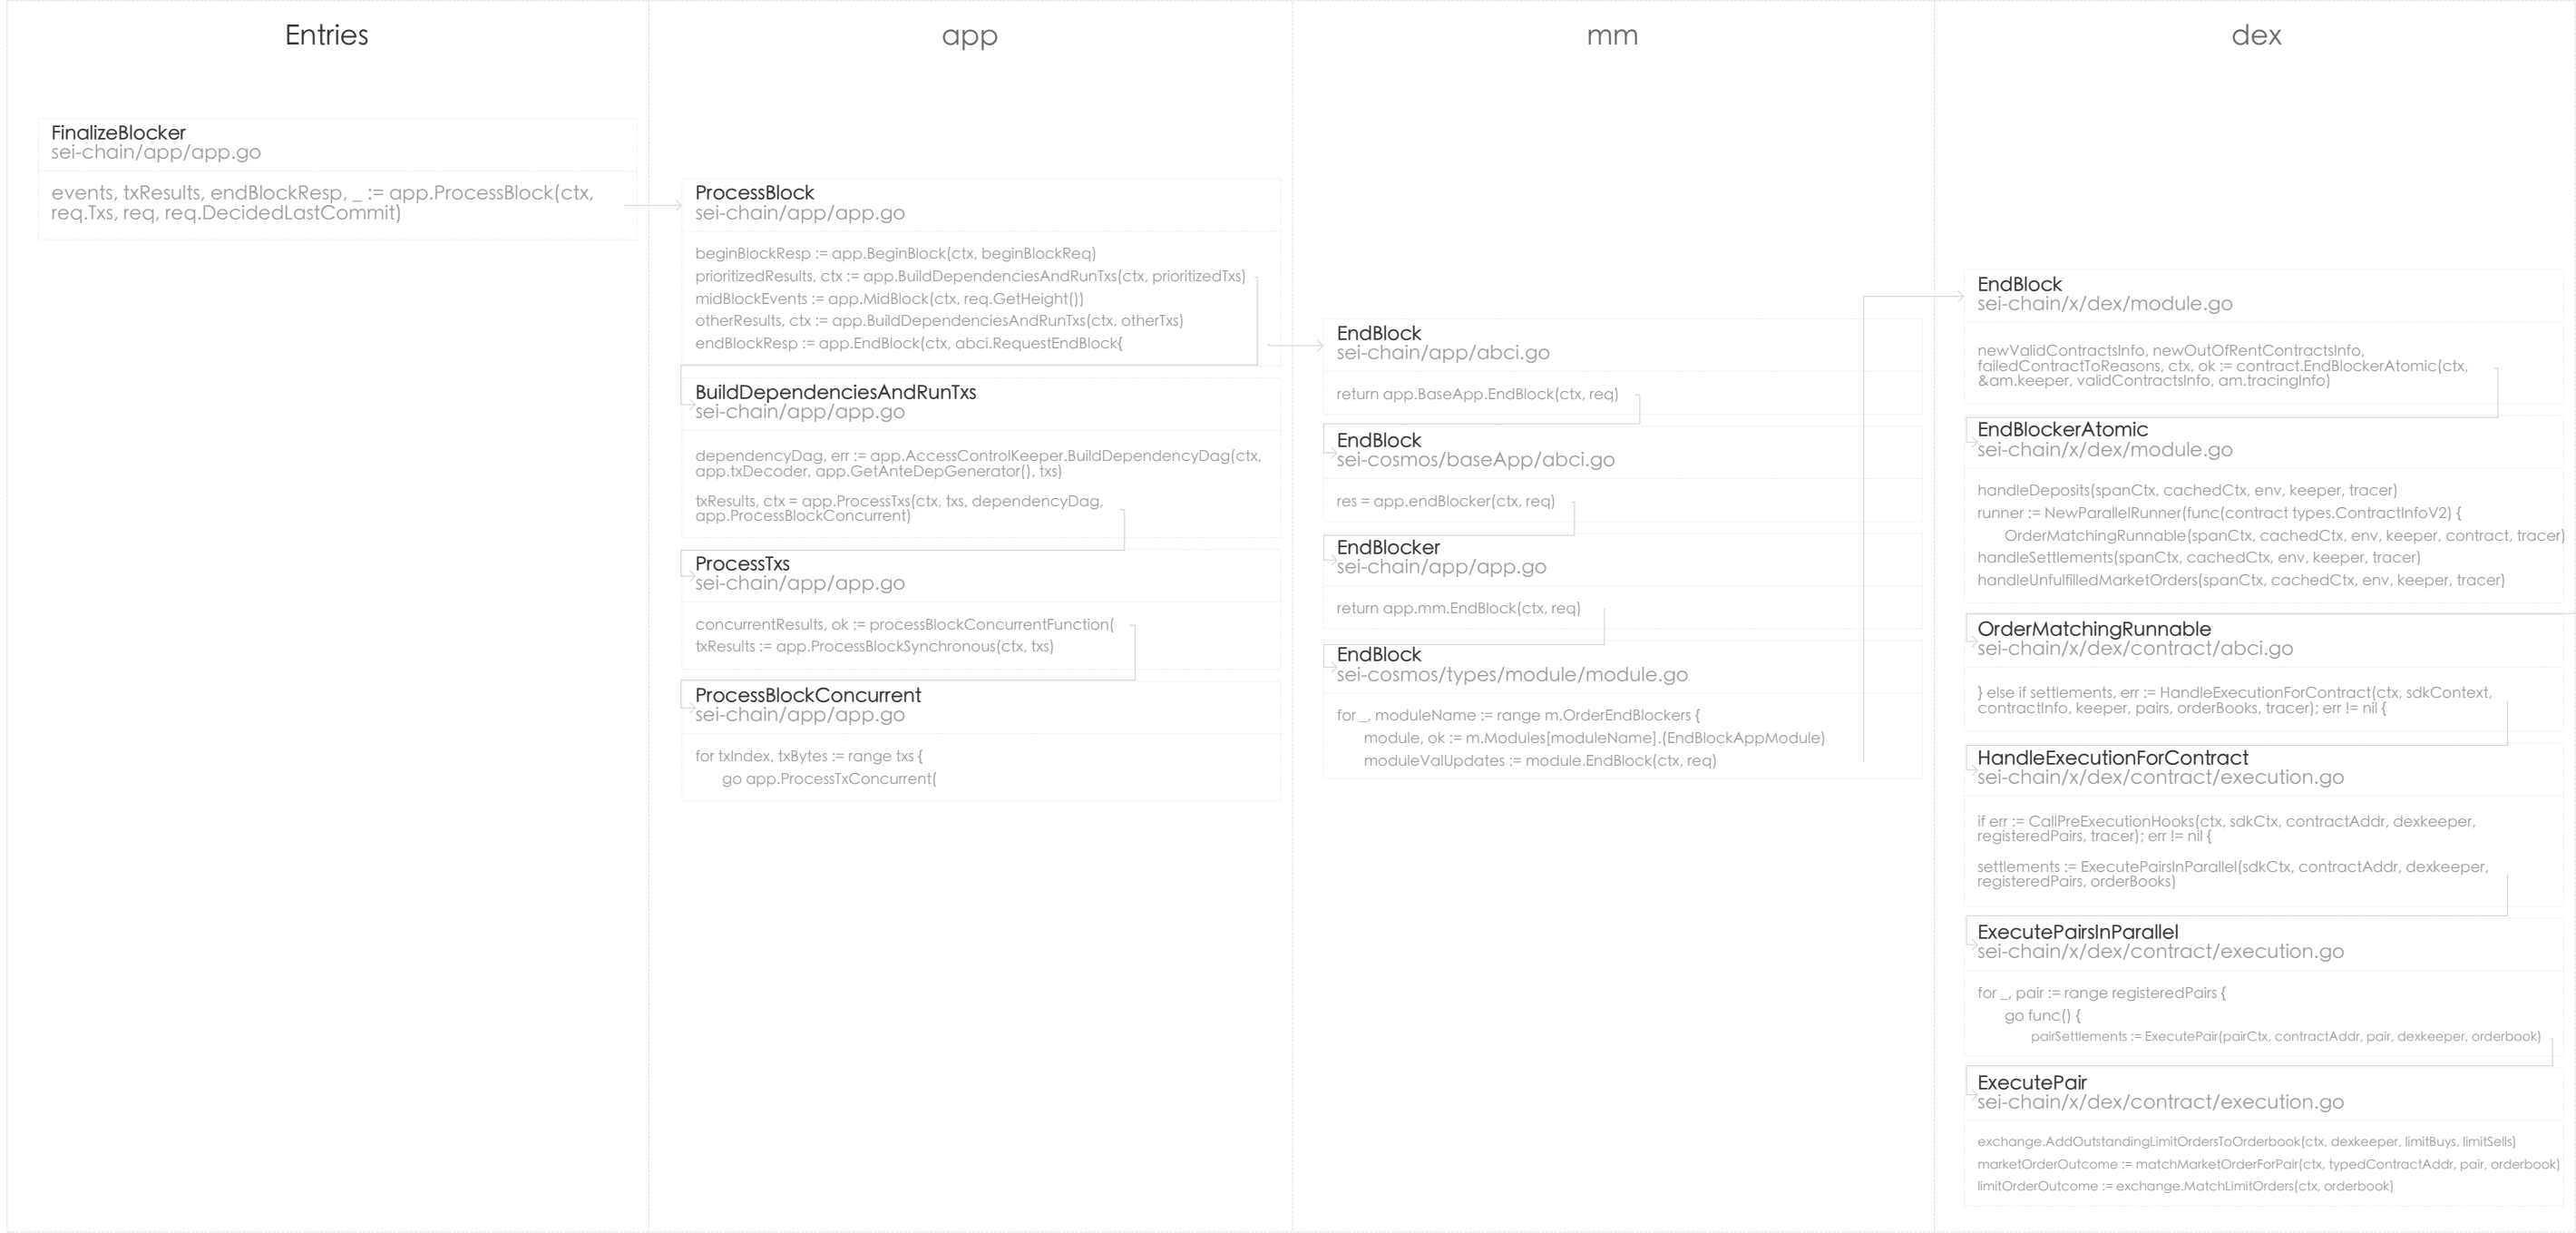 Entries
FinalizeBlocker
sei-chain/app/app.go
events, txResults, endBlockResp, _ := app.ProcessBlock(ctx,
req.Txs, req, req.DecidedLastCommit)
app
ProcessBlock
sei-chain/app/app.go
beginBlockResp := app.BeginBlock(ctx, beginBlockReq)
prioritizedResults, ctx := app.BuildDependenciesAndRunTxs(ctx, prioritizedTxs)
midBlockEvents := app.MidBlock(ctx, req.GetHeight())
otherResults, ctx := app.BuildDependenciesAndRunTxs(ctx, otherTxs)
endBlockResp := app.EndBlock(ctx, abci.RequestEndBlock{
BuildDependenciesAndRunTxs
sei-chain/app/app.go
dependencyDag, err := app.AccessControlKeeper.BuildDependencyDag(ctx,
app.txDecoder, app.GetAnteDepGenerator(), txs)
txResults, ctx = app.ProcessTxs(ctx, txs, dependencyDag,
app.ProcessBlockConcurrent)
ProcessTxs
sei-chain/app/app.go
concurrentResults, ok := processBlockConcurrentFunction(
txResults := app.ProcessBlockSynchronous(ctx, txs)
ProcessBlockConcurrent
sei-chain/app/app.go
for txIndex, txBytes := range txs {
go app.ProcessTxConcurrent(
mm
EndBlock
sei-chain/app/abci.go
return app.BaseApp.EndBlock(ctx, req)
EndBlock
sei-cosmos/baseApp/abci.go
res = app.endBlocker(ctx, req)
EndBlocker
sei-chain/app/app.go
return app.mm.EndBlock(ctx, req)
EndBlock
sei-cosmos/types/module/module.go
for _, moduleName := range m.OrderEndBlockers {
module, ok := m.Modules[moduleName].(EndBlockAppModule)
moduleValUpdates := module.EndBlock(ctx, req)
dex
EndBlock
sei-chain/x/dex/module.go
newValidContractsInfo, newOutOfRentContractsInfo,
failedContractToReasons, ctx, ok := contract.EndBlockerAtomic(ctx,
&am.keeper, validContractsInfo, am.tracingInfo)
EndBlockerAtomic
sei-chain/x/dex/module.go
handleDeposits(spanCtx, cachedCtx, env, keeper, tracer)
runner := NewParallelRunner(func(contract types.ContractInfoV2) {
OrderMatchingRunnable(spanCtx, cachedCtx, env, keeper, contract, tracer)
handleSettlements(spanCtx, cachedCtx, env, keeper, tracer)
handleUnfulfilledMarketOrders(spanCtx, cachedCtx, env, keeper, tracer)
OrderMatchingRunnable
sei-chain/x/dex/contract/abci.go
} else if settlements, err := HandleExecutionForContract(ctx, sdkContext,
contractInfo, keeper, pairs, orderBooks, tracer); err != nil {
HandleExecutionForContract
sei-chain/x/dex/contract/execution.go
if err := CallPreExecutionHooks(ctx, sdkCtx, contractAddr, dexkeeper,
registeredPairs, tracer); err != nil {
settlements := ExecutePairsInParallel(sdkCtx, contractAddr, dexkeeper,
registeredPairs, orderBooks)
ExecutePairsInParallel
sei-chain/x/dex/contract/execution.go
for _, pair := range registeredPairs {
go func() {
pairSettlements := ExecutePair(pairCtx, contractAddr, pair, dexkeeper, orderbook)
ExecutePair
sei-chain/x/dex/contract/execution.go
exchange.AddOutstandingLimitOrdersToOrderbook(ctx, dexkeeper, limitBuys, limitSells)
marketOrderOutcome := matchMarketOrderForPair(ctx, typedContractAddr, pair, orderbook)
limitOrderOutcome := exchange.MatchLimitOrders(ctx, orderbook)